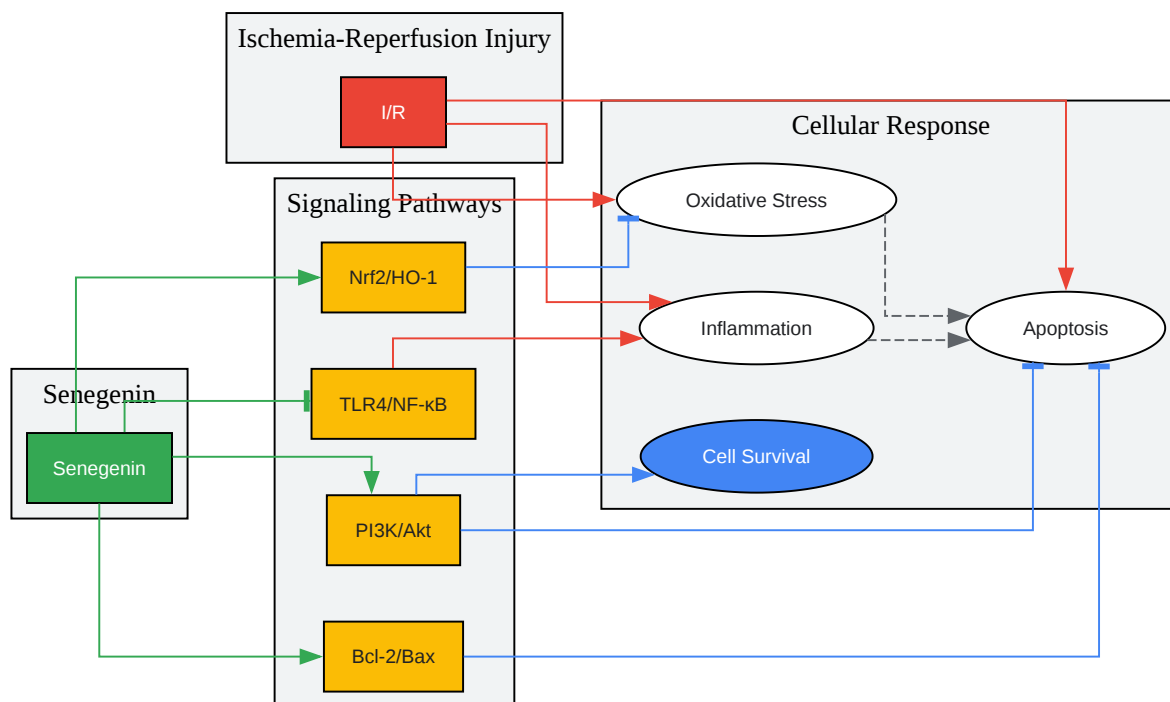 Ischemia-Reperfusion Injury
I/R
Cellular Response
Signaling Pathways
Oxidative Stress
Nrf2/HO-1
Inflammation
Apoptosis
Senegenin
TLR4/NF-κB
Senegenin
Cell Survival
PI3K/Akt
Bcl-2/Bax